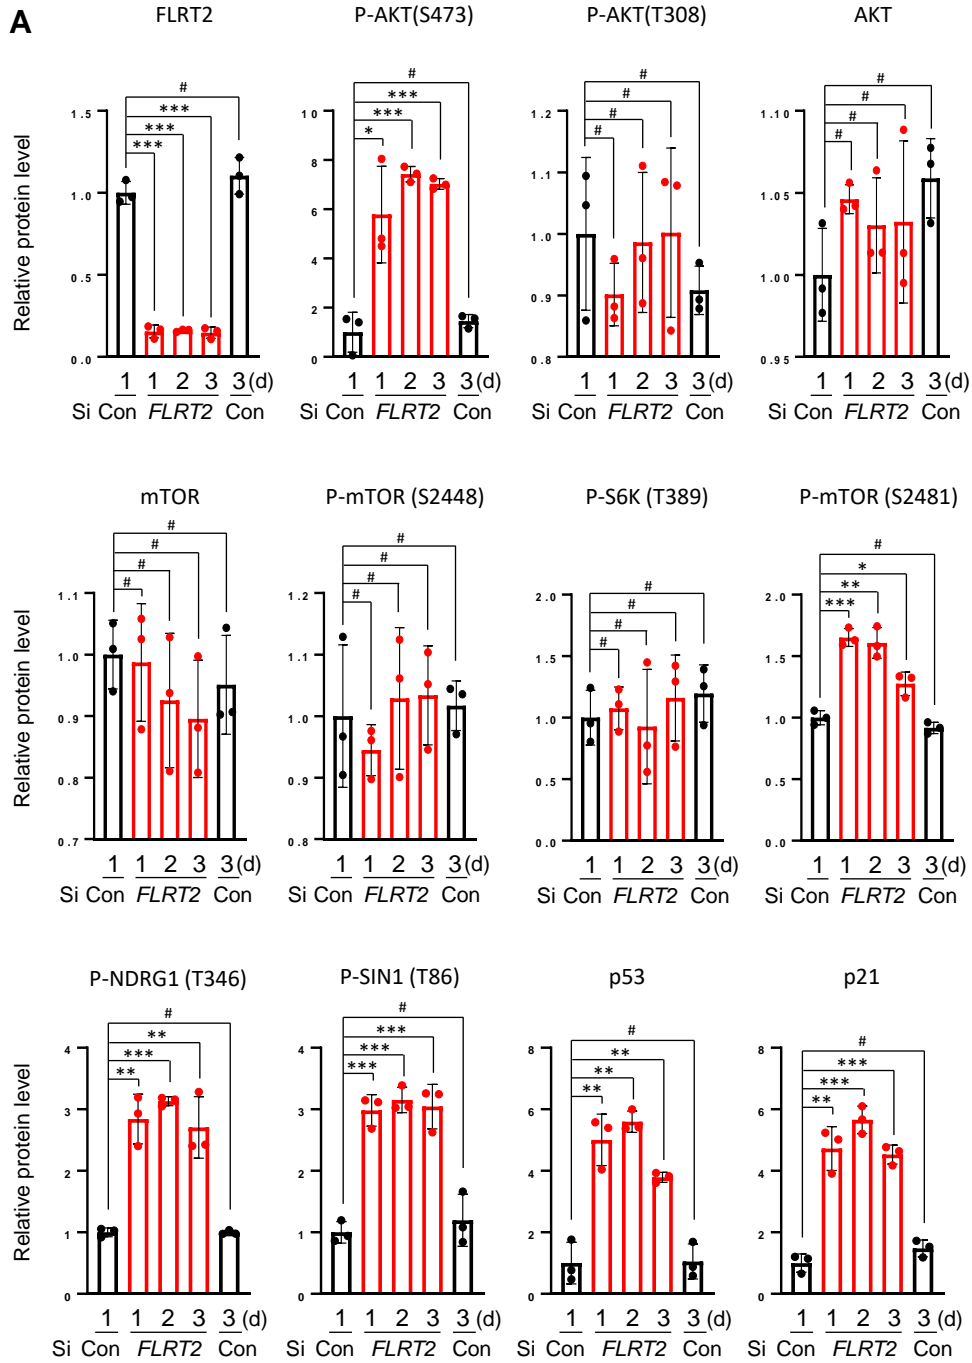 A
FLRT2 P-AKT(S473) P-AKT(T308) AKT
Relative protein level
# *** *** ***
1.5 1.0 0.5 0.0
1 1 2 3 3 (d)
Si Con FLRT2 Con
# *** *** *
10 8 6 4 2 0
1 1 2 3 3 (d)
Con FLRT2 Con
# # # #
1.2 1.1 1.0 0.9 0.8
1 1 2 3 3 (d)
Si Con FLRT2 Con
# # # #
1.10 1.05 1.00 0.95
1 1 2 3 3 (d)
Si Con FLRT2 Con
mTOR P-mTOR (S2448) P-S6K (T389) P-mTOR (S2481)
Relative protein level
# # # #
1.1 1.0 0.9 0.8 0.7
1 1 2 3 3 (d)
Si Con FLRT2 Con
# # # #
1.2 1.1 1.0 0.9 0.8
1 1 2 3 3 (d)
Si Con FLRT2 Con
# # # #
2.0 1.5 1.0 0.5 0.0
1 1 2 3 3 (d)
Si Con FLRT2 Con
# * ** ***
2.0 1.5 1.0 0.5 0.0
1 1 2 3 3 (d)
Si Con FLRT2 Con
P-NDRG1 (T346) P-SIN1 (T86) p53 p21
Relative protein level
# ** *** **
4 3 2 1 0
1 1 2 3 3 (d)
Si Con FLRT2 Con
# *** *** ***
4 3 2 1 0
1 1 2 3 3 (d)
Si Con FLRT2 Con
# ** ** **
8 6 4 2 0
1 1 2 3 3 (d)
Si Con FLRT2 Con
# *** *** **
8 6 4 2 0
1 1 2 3 3 (d)
Si Con FLRT2 Con